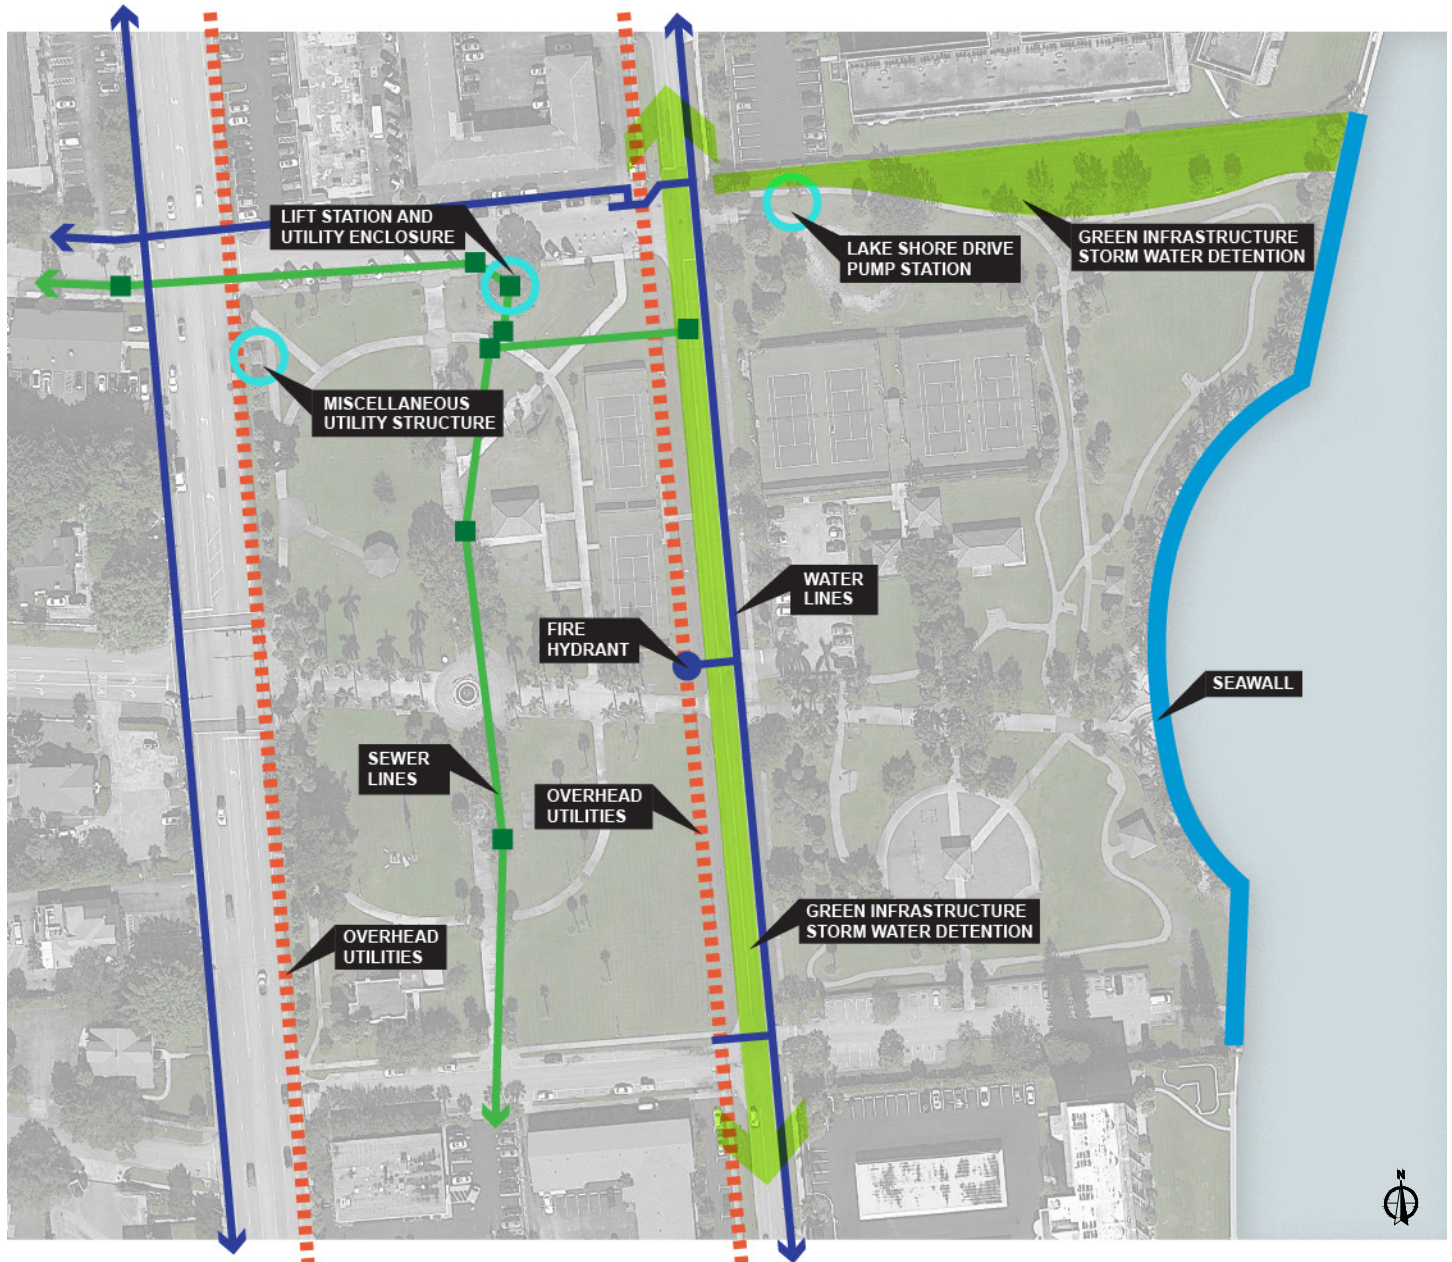 N
LIFT STATION AND
UTILITY ENCLOSURE
LAKE SHORE DRIVE
PUMP STATION
GREEN INFRASTRUCTURE
STORM WATER DETENTION
MISCELLANEOUS
UTILITY STRUCTURE
WATER
LINES
FIRE
HYDRANT
SEAWALL
SEWER
LINES
OVERHEAD
UTILITIES
GREEN INFRASTRUCTURE
STORM WATER DETENTION
OVERHEAD
UTILITIES